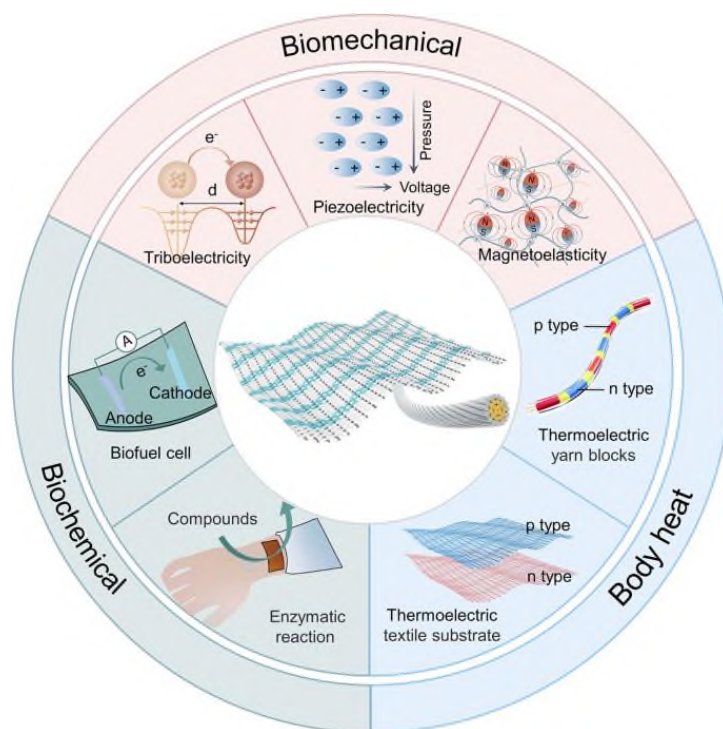 Biomechanical
e-
d
Triboelectricity
- + - +
- + - +
- + - +
- + - +
Pressure
Voltage
Piezoelectricity
N
S
N
S
N
S
N
S
Magnetoelasticity
p type
n type
Thermoelectric
yarn blocks
Body heat
p type
n type
Thermoelectric
textile substrate
Compounds
Enzymatic
reaction
Biochemical
A
e-
Cathode
Anode
Biofuel cell